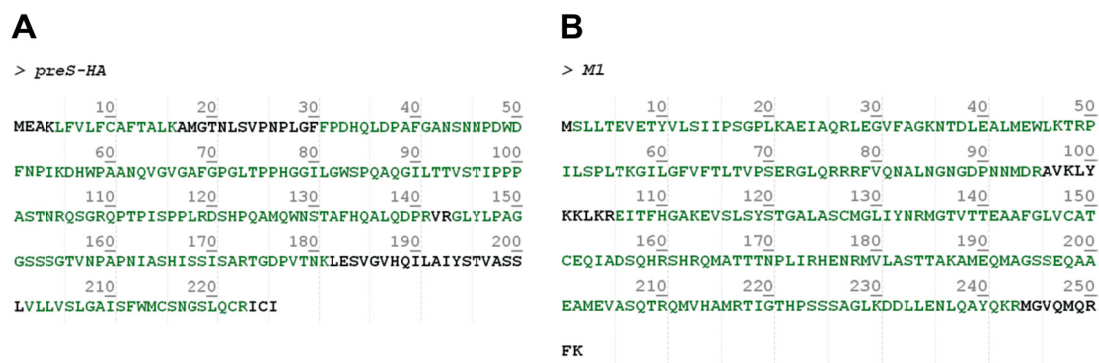 A
> preS-HA
10 20 30 40 50
MEAKLFVLFCAFTALKAMGTNLSVPNPLGFFPDHQLDPAFGANSNNPDWD
60 70 80 90 100
FNPIKDHWPAANQVGVGAFGPGLTPPHGGILGWSPQAQGILTTVSTIPPP
110 120 130 140 150
ASTNRQSGRQPTPISPPLRDSHPQAMQWNSTAFHQALQDPRVRGLYLPAG
160 170 180 190 200
GSSSGTVNPAPNIASHISSISARTGDPVTNKLESVGVHQILAIYSTVASS
210 220
LVLLVSLGAISFWMCSNGSLQCRICI
B
> M1
10 20 30 40 50
MSLLTEVETYVLSIIPSGPLKAEIAQRLEGVFAGKNTDLEALMEWLKTRP
60 70 80 90 100
ILSPLTKGILGFVFTLTVPSERGLQRRRFVQNALNGNGDPNNMDRAVKLY
110 120 130 140 150
KKLKREITFHGAKEVSLSYSTGALASCMGLIYNRMGTVTTEAAFGLVCAT
160 170 180 190 200
CEQIADSQHRSHRQMATTTNPLIRHENRMVLASTTAKAMEQMAGSSEQAA
210 220 230 240 250
EAMEVASQTRQMVHAMRTIGTHPSSSAGLKDDLLENLQAYQKRMGVQMQR
FK